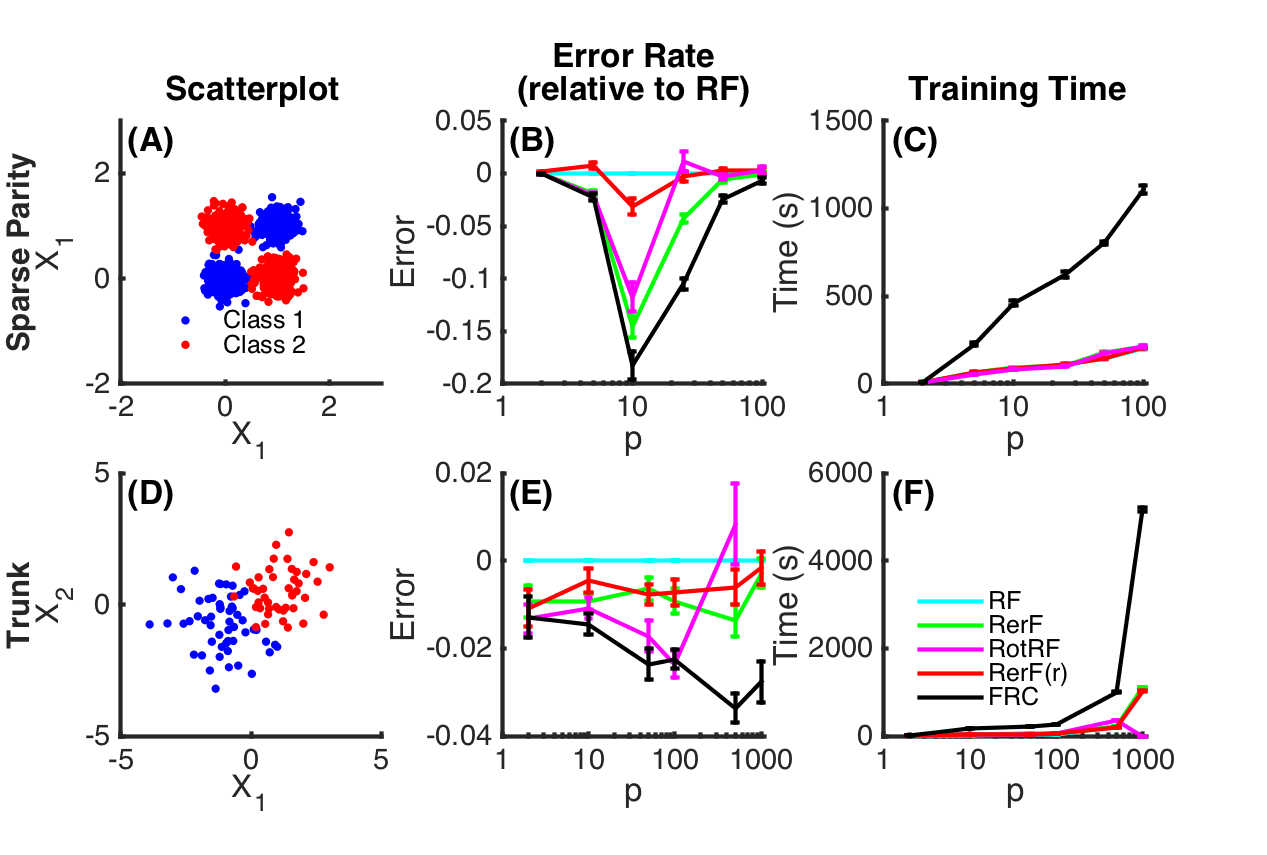 Scatterplot
Error Rate
(relative to RF)
Training Time
Sparse Parity
(A)
X1
2
0
-2
-2 0 2
X1
Class 1
Class 2
(B)
Error
0.05
0
-0.05
-0.1
-0.15
-0.2
1 10 100
p
(C)
Time (s)
1500
1000
500
0
1 10 100
p
Trunk
(D)
X2
5
0
-5
-5 0 5
X1
(E)
Error
0.02
0
-0.02
-0.04
1 10 100 1000
p
(F)
Time (s)
6000
4000
2000
0
1 10 100 1000
p
RF
RerF
RotRF
RerF(r)
FRC